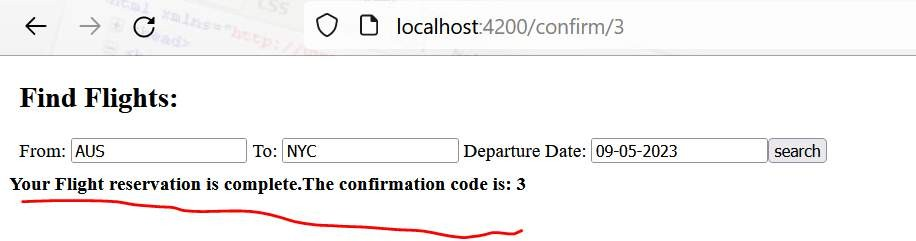 localhost:4200/confirm/3
Find Flights:
From: AUS To: NYC Departure Date: 09-05-2023 search
Your Flight reservation is complete.The confirmation code is: 3